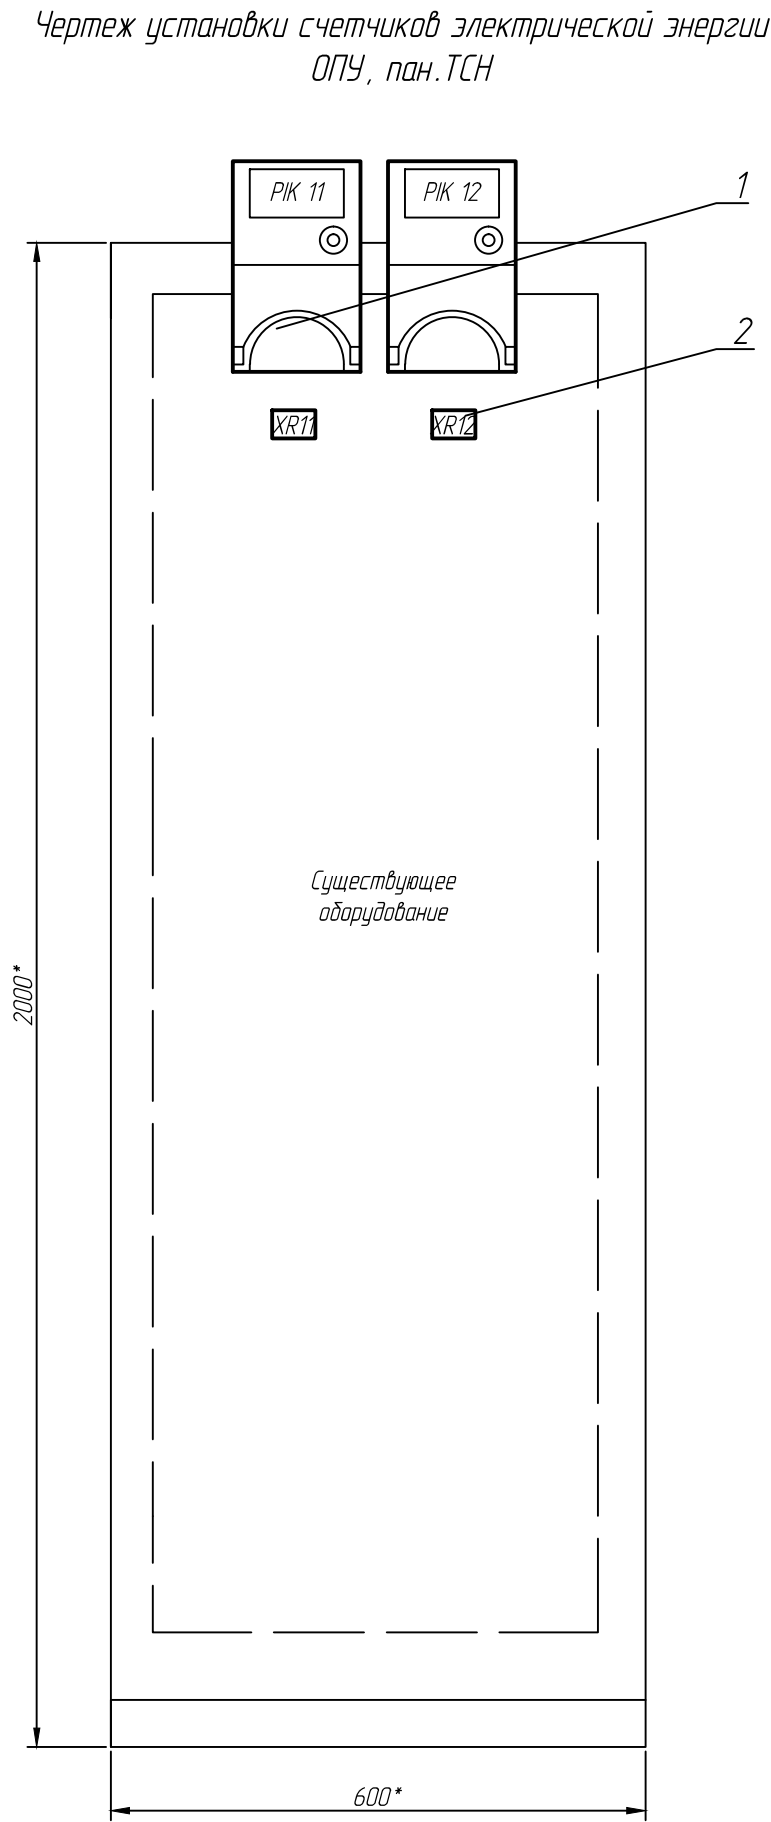 Чертеж установки счетчиков электрической энергии
ОПУ, пан.ТСН
PIK 11
PIK 12
1
2
XR11
XR12
Существующее
оборудование
2000*
600*